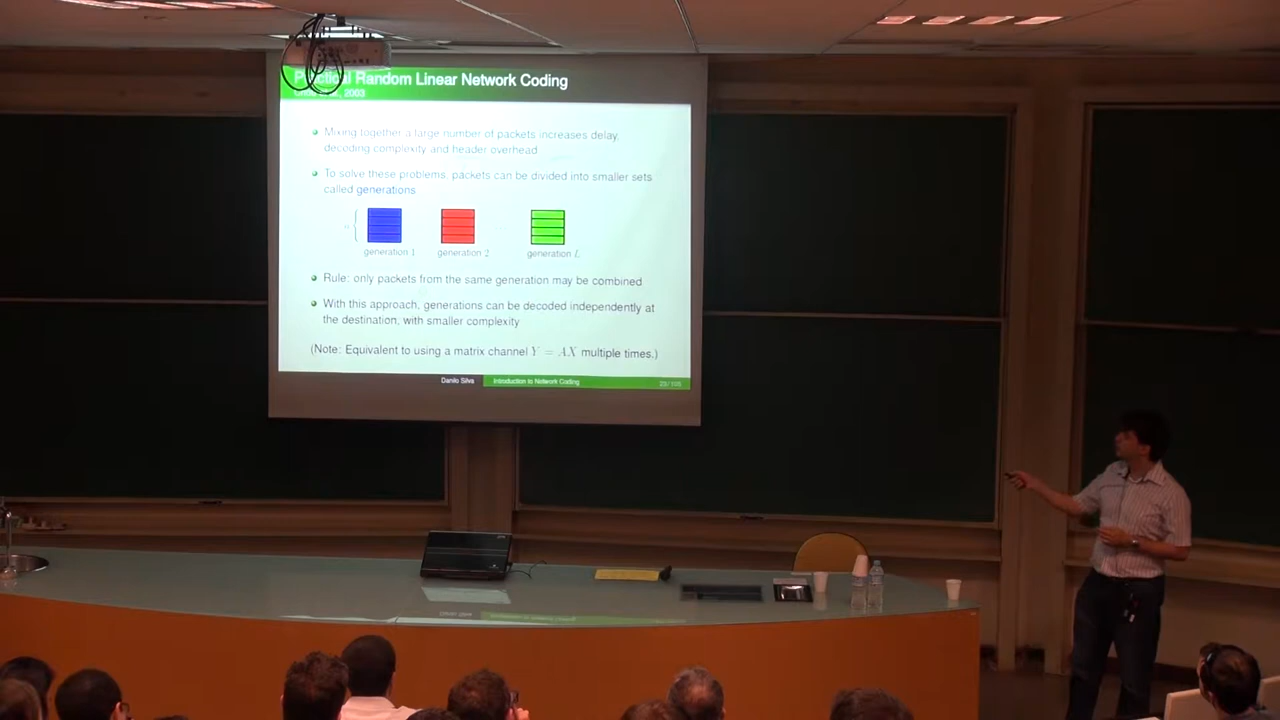 Random Linear Network Coding
2003
Mixing together a large number of packets increases delay,
decoding complexity and header overhead
To solve these problems, packets can be divided into smaller sets
called generations
n
generation 1 generation 2 generation L
Rule: only packets from the same generation may be combined
With this approach, generations can be decoded independently at
the destination, with smaller complexity
(Note: Equivalent to using a matrix channel Y = AX multiple times.)
Danilo Silva Introduction to Network Coding 23/105